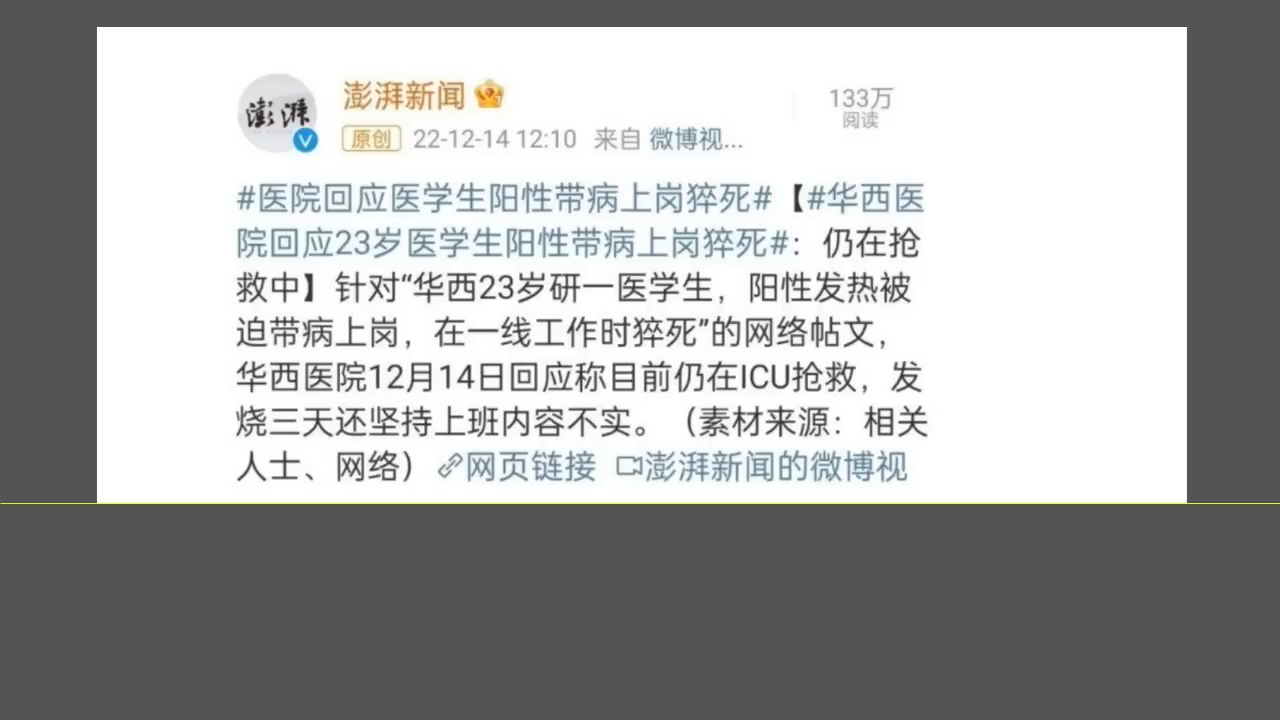 澎湃
澎湃新闻
133万
阅读
原创 22-12-14 12:10 来自 微博视...
#医院回应医学生阳性带病上岗猝死#【#华西医
院回应23岁医学生阳性带病上岗猝死#：仍在抢
救中】针对“华西23岁研一医学生，阳性发热被
迫带病上岗，在一线工作时猝死”的网络帖文，
华西医院12月14日回应称目前仍在ICU抢救，发
烧三天还坚持上班内容不实。（素材来源：相关
人士、网络）网页链接 澎湃新闻的微博视